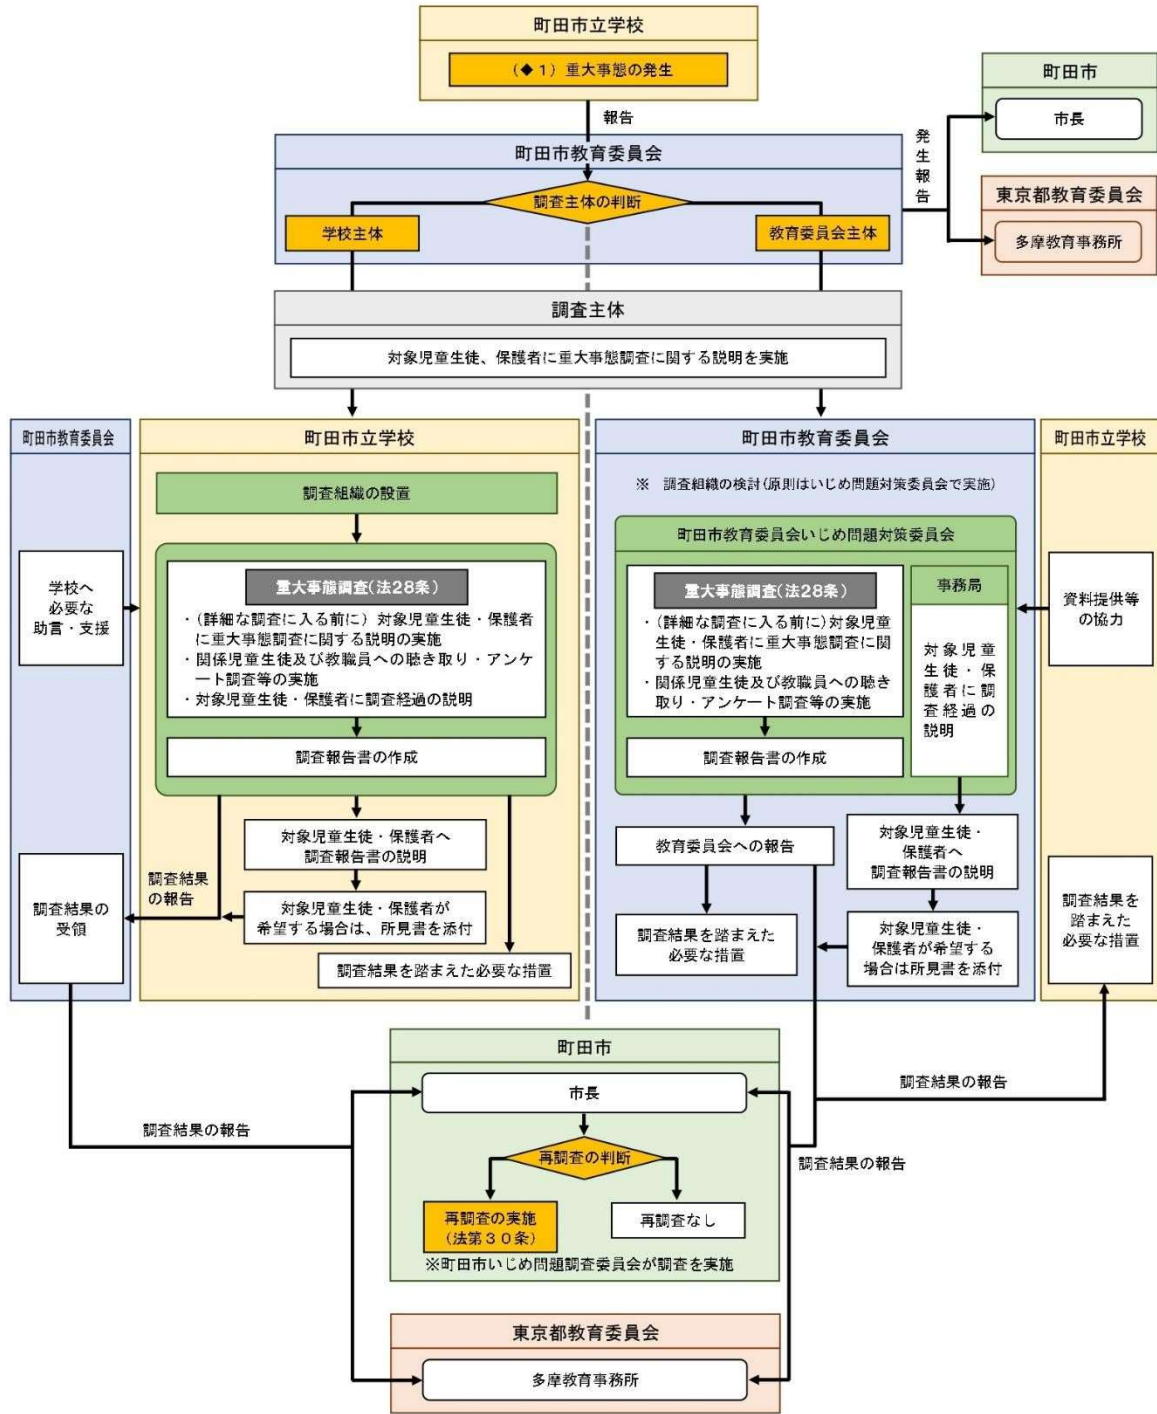 町田市立学校
(◆1)重大事態の発生
報告
町田市
市長
発生報告
東京都教育委員会
多摩教育事務所
町田市教育委員会
調査主体の判断
学校主体
教育委員会主体
調査主体
対象児童生徒、保護者に重大事態調査に関する説明を実施
町田市教育委員会
学校へ
必要な
助言・支援
調査結果の
受領
町田市立学校
調査組織の設置
重大事態調査(法28条)
・(詳細な調査に入る前に) 対象児童生徒・保護者
に重大事態調査に関する説明の実施
・関係児童生徒及び教職員への聴き取り・アンケ
ート調査等の実施
・対象児童生徒・保護者に調査経過の説明
調査報告書の作成
対象児童生徒・保護者へ
調査報告書の説明
調査結果
の報告
対象児童生徒・保護者が
希望する場合は、所見書を添付
調査結果を踏まえた必要な措置
町田市教育委員会
※ 調査組織の検討(原則はいじめ問題対策委員会で実施)
町田市教育委員会いじめ問題対策委員会
重大事態調査(法28条)
・(詳細な調査に入る前に)対象児童
生徒・保護者に重大事態調査に関
する説明の実施
・関係児童生徒及び教職員への聴き
取り・アンケート調査等の実施
調査報告書の作成
事務局
対象児童
生徒・保
護者に調
査経過の
説明
教育委員会への報告
調査結果を踏まえた
必要な措置
対象児童生徒・
保護者へ
調査報告書の説明
対象児童生徒・
保護者が希望する
場合は所見書を添付
町田市立学校
資料提供等
の協力
調査結果を
踏まえた
必要な措置
調査結果の報告
調査結果の報告
調査結果の報告
町田市
市長
再調査の判断
再調査の実施
(法第30条)
再調査なし
※町田市いじめ問題調査委員会が調査を実施
東京都教育委員会
多摩教育事務所